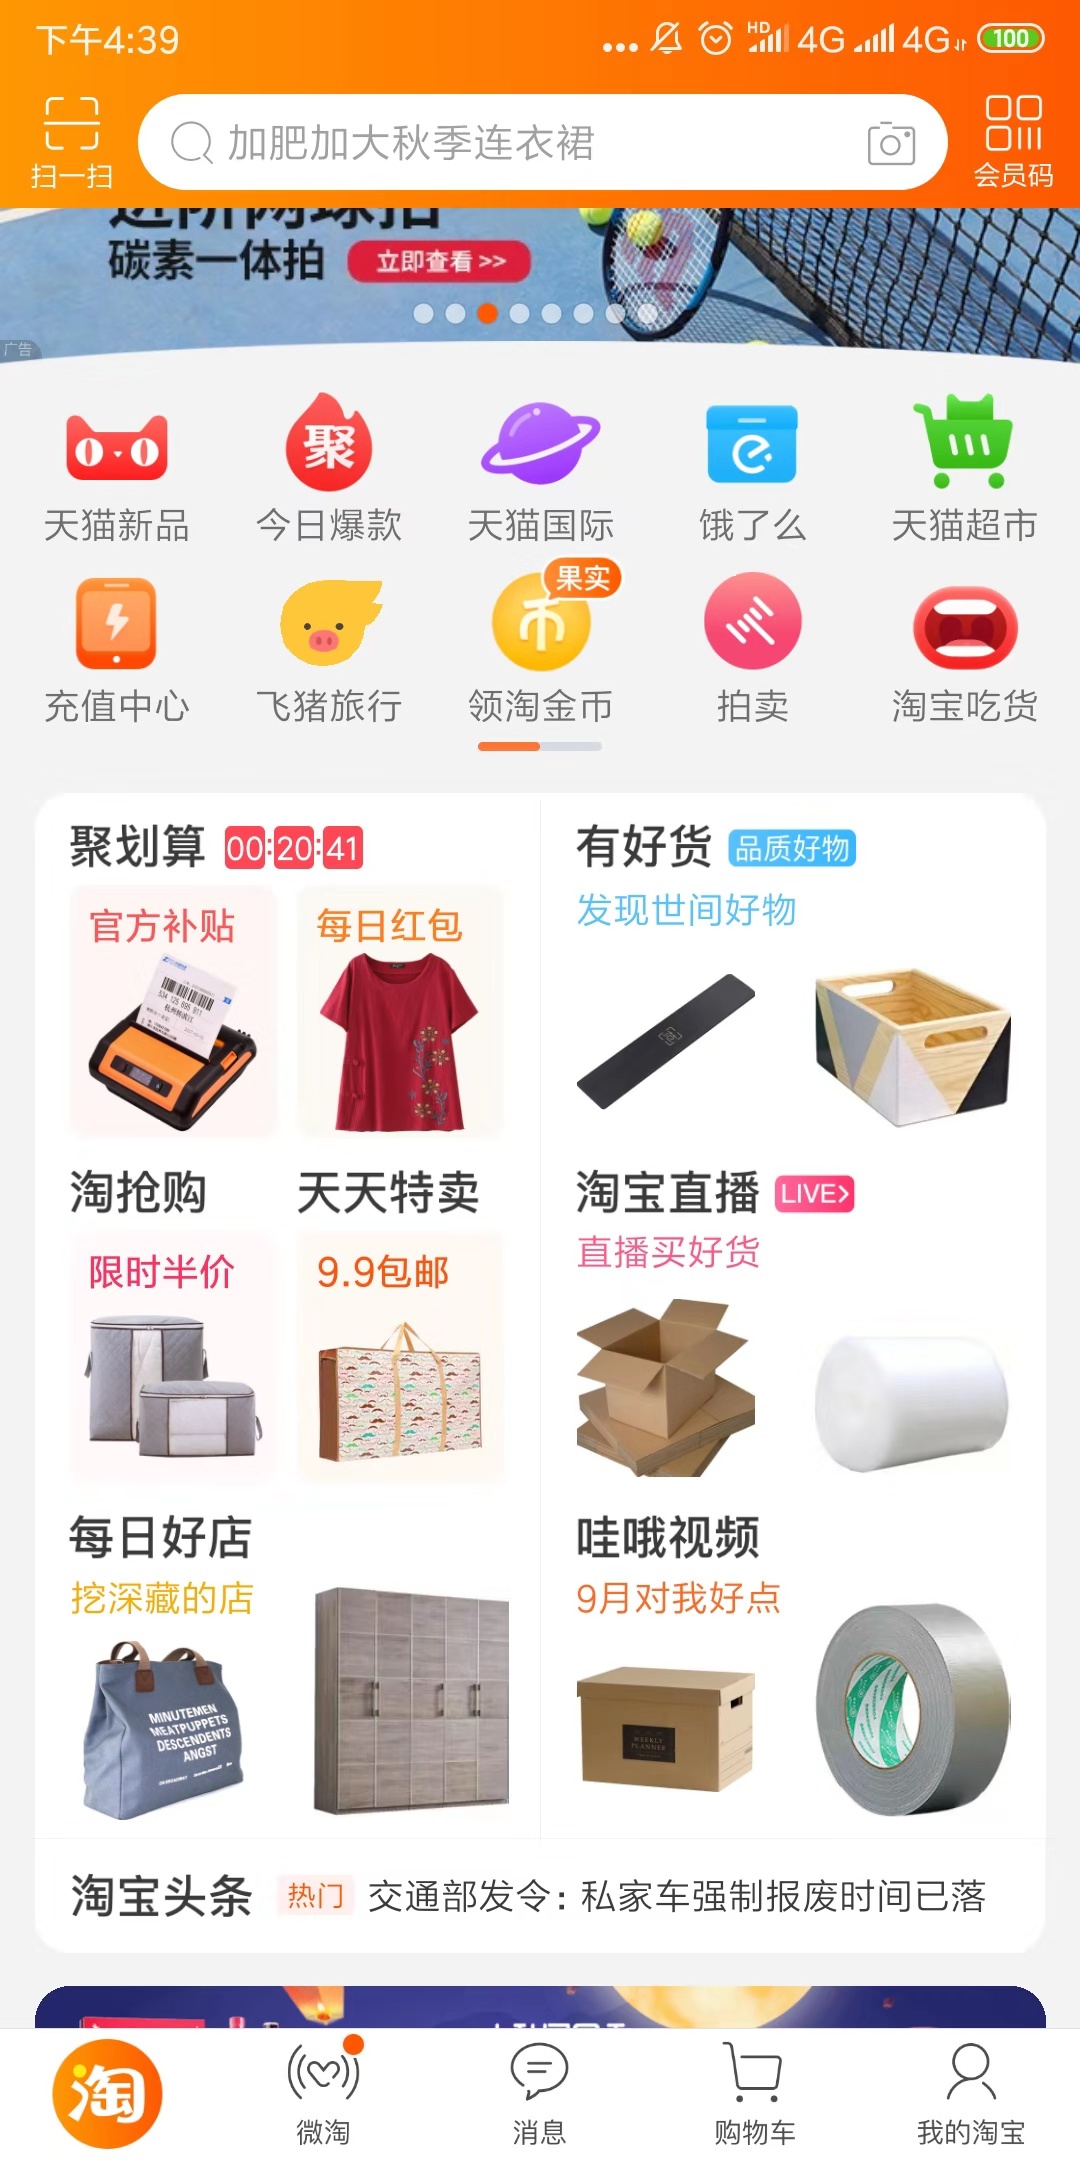 下午4:39
HD 4G 4G 100
扫一扫
加肥加大秋季连衣裙
会员码
进阶网球拍
碳素一体拍
立即查看 >>
广告
聚
天猫新品 今日爆款 天猫国际 饿了么 天猫超市
果实
币
充值中心 飞猪旅行 领淘金币 拍卖 淘宝吃货
聚划算 00:20:41
有好货 品质好物
发现世间好物
官方补贴 每日红包
淘抢购 天天特卖
淘宝直播 LIVE>
直播买好货
限时半价 9.9包邮
每日好店
挖深藏的店
哇哦视频
9月对我好点
MINUTEMEN
MEATPUPPETS
DESCENDENTS
ANGST
WEEKLY
PLANNER
淘宝头条 热门 交通部发令：私家车强制报废时间已落
淘
微淘 消息 购物车 我的淘宝